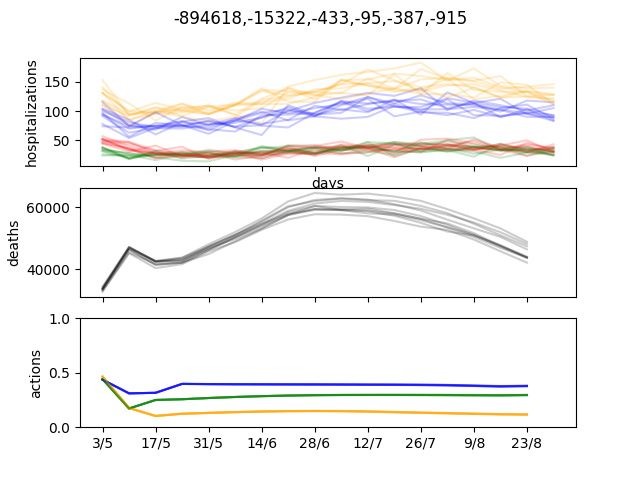 -894618,-15322,-433,-95,-387,-915
hospitalizations
150
100
50
days
deaths
60000
40000
actions
1.0
0.5
0.0
3/5 17/5 31/5 14/6 28/6 12/7 26/7 9/8 23/8